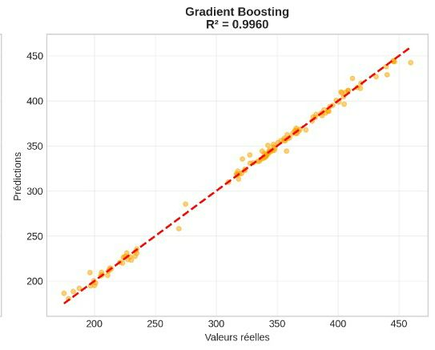 Gradient Boosting
R² = 0.9960
450
400
350
300
250
200
Prédictions
200 250 300 350 400 450
Valeurs réelles